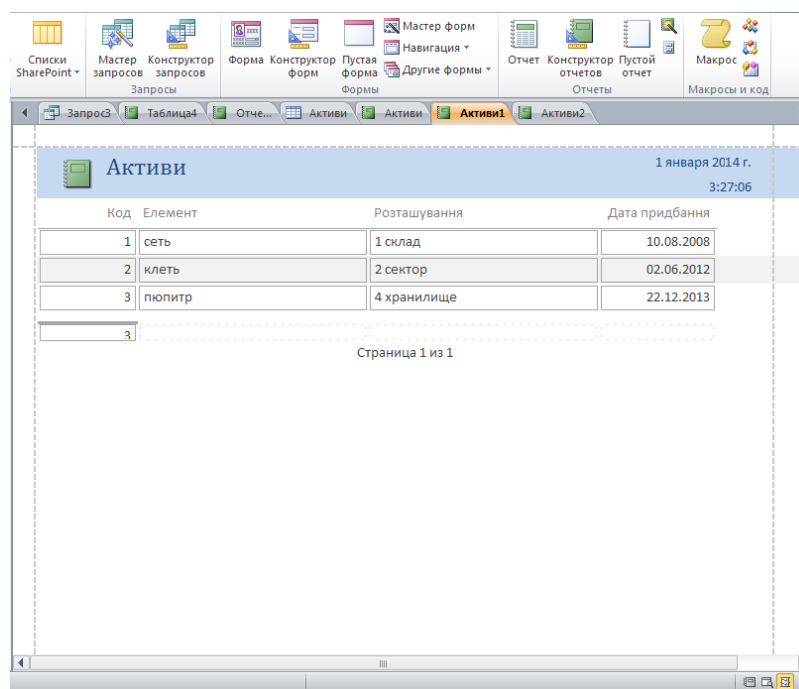 Списки SharePoint
Мастер запросов
Конструктор запросов
Запросы
Форма
Конструктор форм
Пустая форма
Мастер форм
Навигация
Другие формы
Формы
Отчет
Конструктор отчетов
Пустой отчет
Отчеты
Макрос
Макросы и код
Запрос3 Таблица4 Отче... Активи Активи Активи1 Активи2
Активи
1 января 2014 г.
3:27:06
Код Елемент Розташування Дата придбання
1 сеть 1 склад 10.08.2008
2 клеть 2 сектор 02.06.2012
3 пюпитр 4 хранилище 22.12.2013
3
Страница 1 из 1